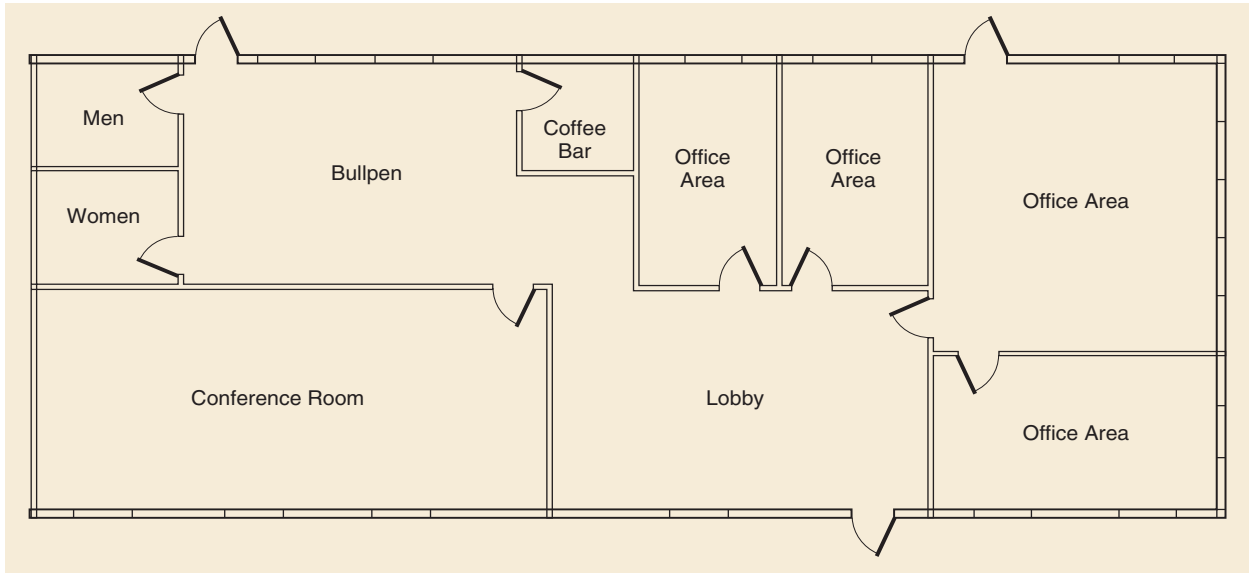 Men
Women
Bullpen
Coffee
Bar
Office
Area
Office
Area
Office Area
Conference Room
Lobby
Office Area